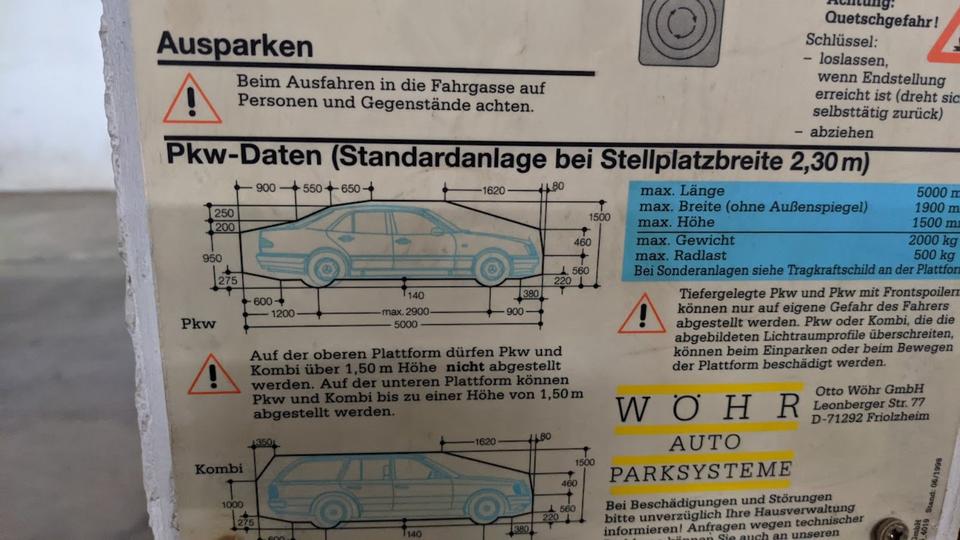 Achtung:
Quetschgefahr!
Schlüssel:
– loslassen,
wenn Endstellung
erreicht ist (dreht
selbsttätig zurück)
– abziehen
Ausparken
Beim Ausfahren in die Fahrgasse auf
Personen und Gegenstände achten.
Pkw-Daten (Standardanlage bei Stellplatzbreite 2,30 m)
900 550 650 1620 80
250
200
950
275
1500
460
560
220
600 140 380
1200 max. 2900 900
5000
Pkw
max. Länge 5000
max. Breite (ohne Außenspiegel) 1900
max. Höhe 1500
max. Gewicht 2000 kg
max. Radlast 500 kg
Bei Sonderanlagen siehe Tragkraftschild an der
Tiefergelegte Pkw und Pkw mit Frontspoilern
können nur auf eigene Gefahr des Fahrers
abgestellt werden. Pkw oder Kombi, die die
abgebildeten Lichtraumprofile überschreiten,
können beim Einparken oder beim Bewegen
der Plattform beschädigt werden.
Auf der oberen Plattform dürfen Pkw und
Kombi über 1,50 m Höhe nicht abgestellt
werden. Auf der unteren Plattform können
Pkw und Kombi bis zu einer Höhe von 1,50 m
abgestellt werden.
WÖHR
AUTO
PARKSYSTEME
Otto Wöhr GmbH
Leonberger Str. 77
D-71292 Friolzheim
350 1620 80
Kombi
1000
275
1500
460
560
220
600 140 380
Bei Beschädigungen und Störungen
bitte unverzüglich Ihre Hausverwaltung
informieren! Anfragen wegen technischer
können Sie auch an unseren
Stand: 06/1998